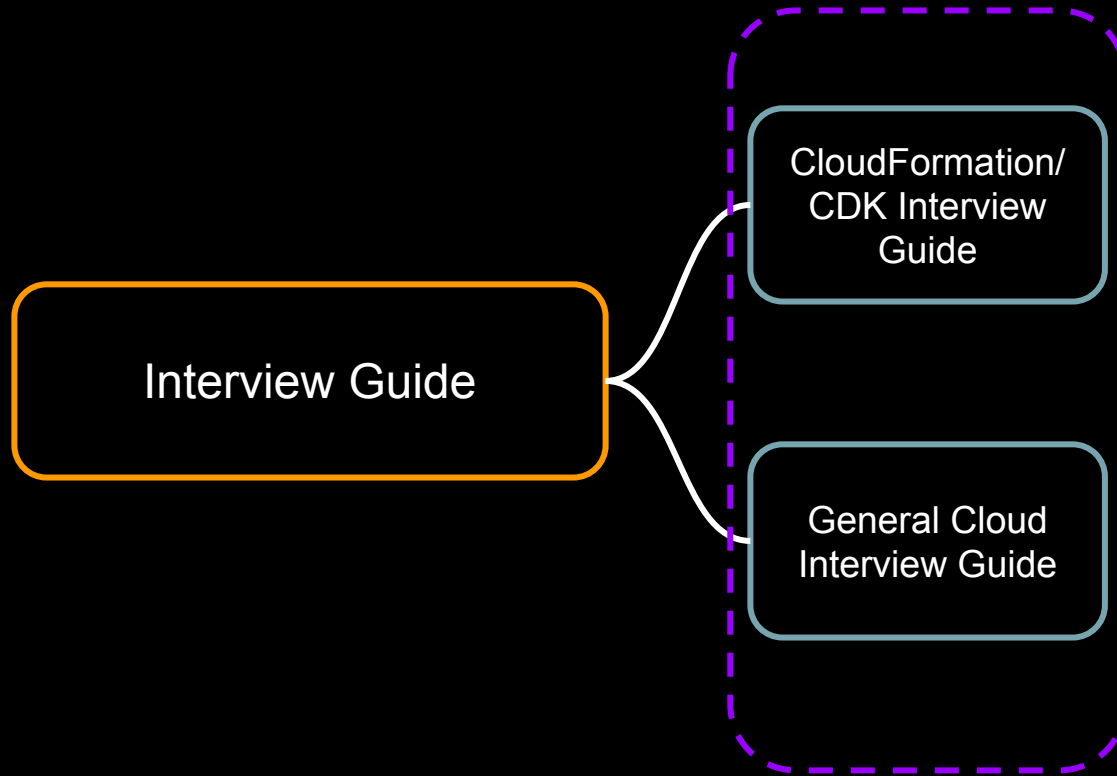 CloudFormation/
CDK Interview
Guide
Interview Guide
General Cloud
Interview Guide